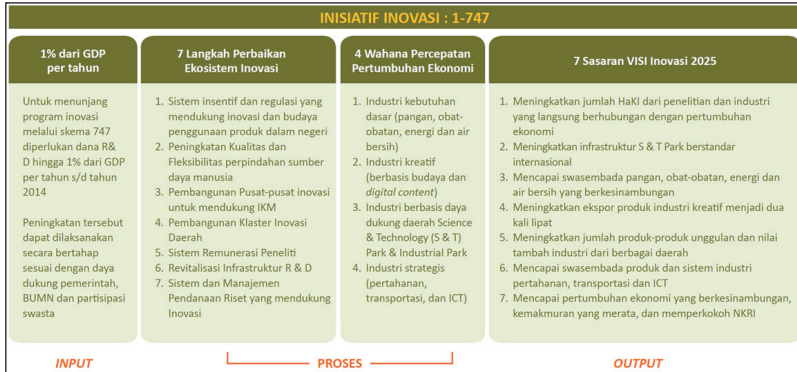 INISIATIF INOVASI : 1-747
1% dari GDP
per tahun
Untuk menunjang
program inovasi
melalui skema 747
diperlukan dana R&
D hingga 1% dari GDP
per tahun s/d tahun
2014
Peningkatan tersebut
dapat dilaksanakan
secara bertahap
sesuai dengan daya
dukung pemerintah,
BUMN dan partisipasi
swasta
7 Langkah Perbaikan
Ekosistem Inovasi
1. Sistem insentif dan regulasi yang
mendukung inovasi dan budaya
penggunaan produk dalam negeri
2. Peningkatan Kualitas dan
Fleksibilitas perpindahan sumber
daya manusia
3. Pembangunan Pusat-pusat inovasi
untuk mendukung IKM
4. Pembangunan Klaster Inovasi
Daerah
5. Sistem Remunerasi Peneliti
6. Revitalisasi Infrastruktur R & D
7. Sistem dan Manajemen
Pendanaan Riset yang mendukung
Inovasi
4 Wahana Percepatan
Pertumbuhan Ekonomi
1. Industri kebutuhan
dasar (pangan, obat-
obatan, energi dan air
bersih)
2. Industri kreatif
(berbasis budaya dan
digital content)
3. Industri berbasis daya
dukung daerah Science
& Technology (S & T)
Park & Industrial Park
4. Industri strategis
(pertahanan,
transportasi, dan ICT)
7 Sasaran VISI Inovasi 2025
1. Meningkatkan jumlah HaKI dari penelitian dan industri
yang langsung berhubungan dengan pertumbuhan
ekonomi
2. Meningkatkan infrastruktur S & T Park berstandar
internasional
3. Mencapai swasembada pangan, obat-obatan, energi dan
air bersih yang berkesinambungan
4. Meningkatkan ekspor produk industri kreatif menjadi dua
kali lipat
5. Meningkatkan jumlah produk-produk unggulan dan nilai
tambah industri dari berbagai daerah
6. Mencapai swasembada produk dan sistem industri
pertahanan, transportasi dan ICT
7. Mencapai pertumbuhan ekonomi yang berkesinambungan,
kemakmuran yang merata, dan memperkokoh NKRI
INPUT
PROSES
OUTPUT